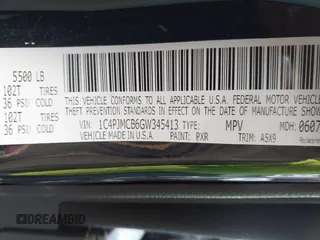 5500 LB
102T TIRES
36 PSI/ COLD
102T TIRES
36 PSI/ COLD
THIS VEHICLE CONFORMS TO ALL APPLICABLE U.S.A. FEDERAL MOTOR VEHICLE
THEFT PREVENTION STANDARDS IN EFFECT ON THE DATE OF MANUFACTURE SHOW
VIN: 1C4PJMCB6GW345413 TYPE: MPV MDH: 0607
VEHICLE MADE IN U.S.A. PAINT: PXR TRIM: A5X9
© DREAMBID